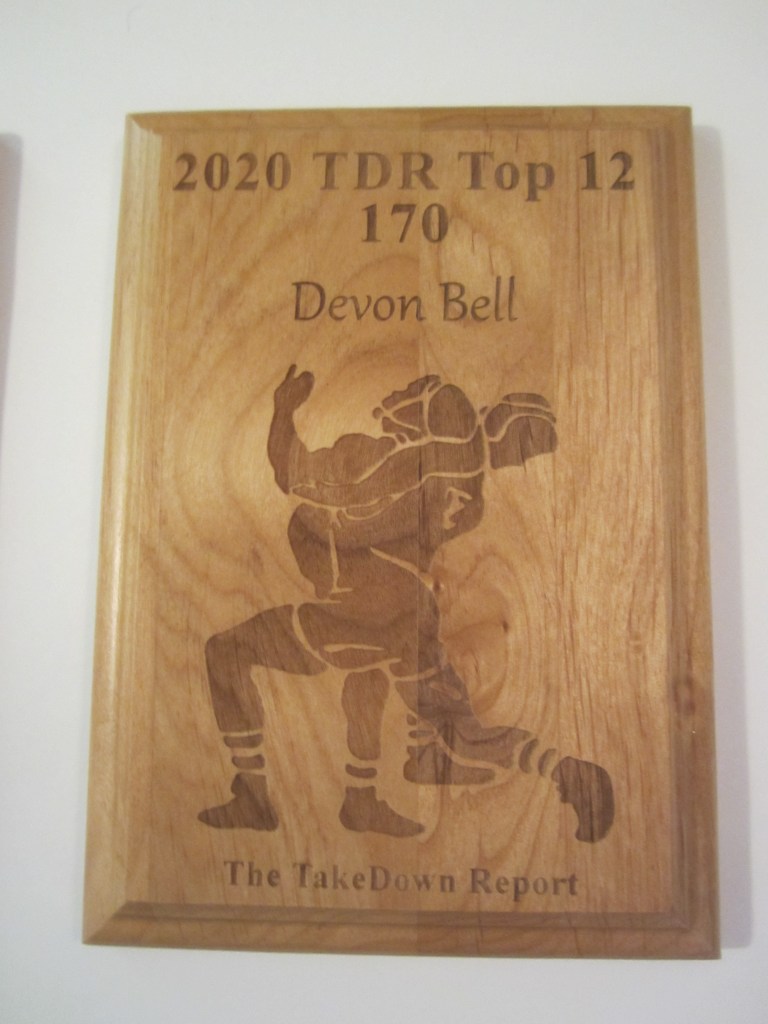 2020 TDR Top 12
170
Devon Bell
The TakeDown Report